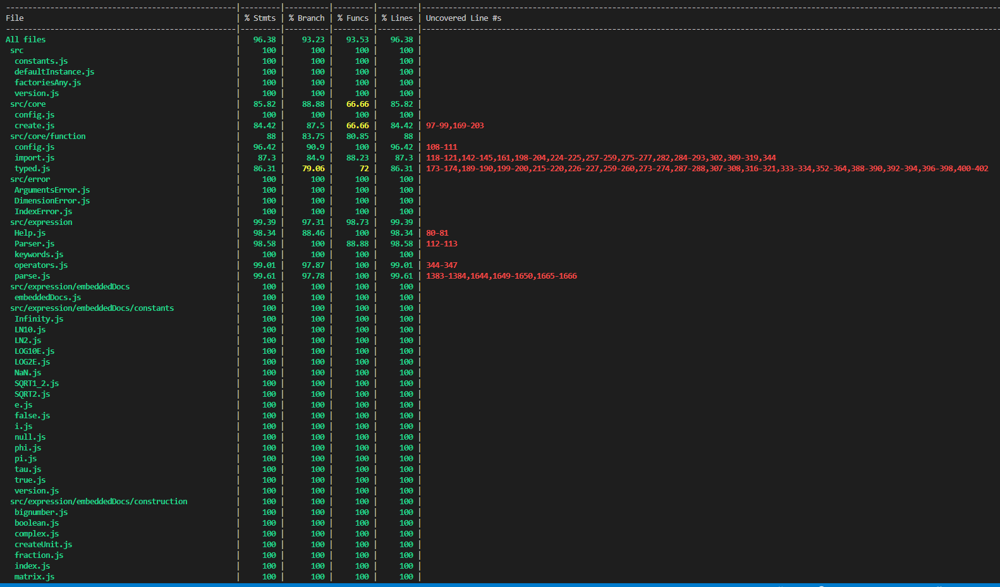 File | % Stmts | % Branch | % Funcs | % Lines | Uncovered Line #s
All files | 96.38 | 93.23 | 93.53 | 96.38 |
src | 100 | 100 | 100 | 100 |
constants.js | 100 | 100 | 100 | 100 |
defaultInstance.js | 100 | 100 | 100 | 100 |
factoriesAny.js | 100 | 100 | 100 | 100 |
version.js | 100 | 100 | 100 | 100 |
src/core | 85.82 | 88.88 | 66.66 | 85.82 |
config.js | 100 | 100 | 100 | 100 |
create.js | 84.42 | 87.5 | 66.66 | 84.42 | 97-99,169-203
src/core/function | 88 | 83.75 | 80.85 | 88 |
config.js | 96.42 | 90.9 | 100 | 96.42 | 108-111
import.js | 87.3 | 84.9 | 88.23 | 87.3 | 118-121,142-145,161,198-204,224-225,257-259,275-277,282,284-293,302,309-319,344
typed.js | 86.31 | 79.06 | 72 | 86.31 | 173-174,189-190,199-200,215-220,226-227,259-260,273-274,287-288,307-308,316-321,333-334,352-364,388-390,392-394,396-398,400-402
src/error | 100 | 100 | 100 | 100 |
ArgumentsError.js | 100 | 100 | 100 | 100 |
DimensionError.js | 100 | 100 | 100 | 100 |
IndexError.js | 100 | 100 | 100 | 100 |
src/expression | 99.39 | 97.31 | 98.73 | 99.39 |
Help.js | 98.34 | 88.46 | 100 | 98.34 | 80-81
Parser.js | 98.58 | 100 | 88.88 | 98.58 | 112-113
keywords.js | 100 | 100 | 100 | 100 |
operators.js | 99.01 | 97.87 | 100 | 99.01 | 344-347
parse.js | 99.61 | 97.78 | 100 | 99.61 | 1383-1384,1644,1649-1650,1665-1666
src/expression/embeddedDocs | 100 | 100 | 100 | 100 |
embeddedDocs.js | 100 | 100 | 100 | 100 |
src/expression/embeddedDocs/constants | 100 | 100 | 100 | 100 |
Infinity.js | 100 | 100 | 100 | 100 |
LN10.js | 100 | 100 | 100 | 100 |
LN2.js | 100 | 100 | 100 | 100 |
LOG10E.js | 100 | 100 | 100 | 100 |
LOG2E.js | 100 | 100 | 100 | 100 |
NaN.js | 100 | 100 | 100 | 100 |
SQRT1_2.js | 100 | 100 | 100 | 100 |
SQRT2.js | 100 | 100 | 100 | 100 |
e.js | 100 | 100 | 100 | 100 |
false.js | 100 | 100 | 100 | 100 |
i.js | 100 | 100 | 100 | 100 |
null.js | 100 | 100 | 100 | 100 |
phi.js | 100 | 100 | 100 | 100 |
pi.js | 100 | 100 | 100 | 100 |
tau.js | 100 | 100 | 100 | 100 |
true.js | 100 | 100 | 100 | 100 |
version.js | 100 | 100 | 100 | 100 |
src/expression/embeddedDocs/construction | 100 | 100 | 100 | 100 |
bignumber.js | 100 | 100 | 100 | 100 |
boolean.js | 100 | 100 | 100 | 100 |
complex.js | 100 | 100 | 100 | 100 |
createUnit.js | 100 | 100 | 100 | 100 |
fraction.js | 100 | 100 | 100 | 100 |
index.js | 100 | 100 | 100 | 100 |
matrix.js | 100 | 100 | 100 | 100 |